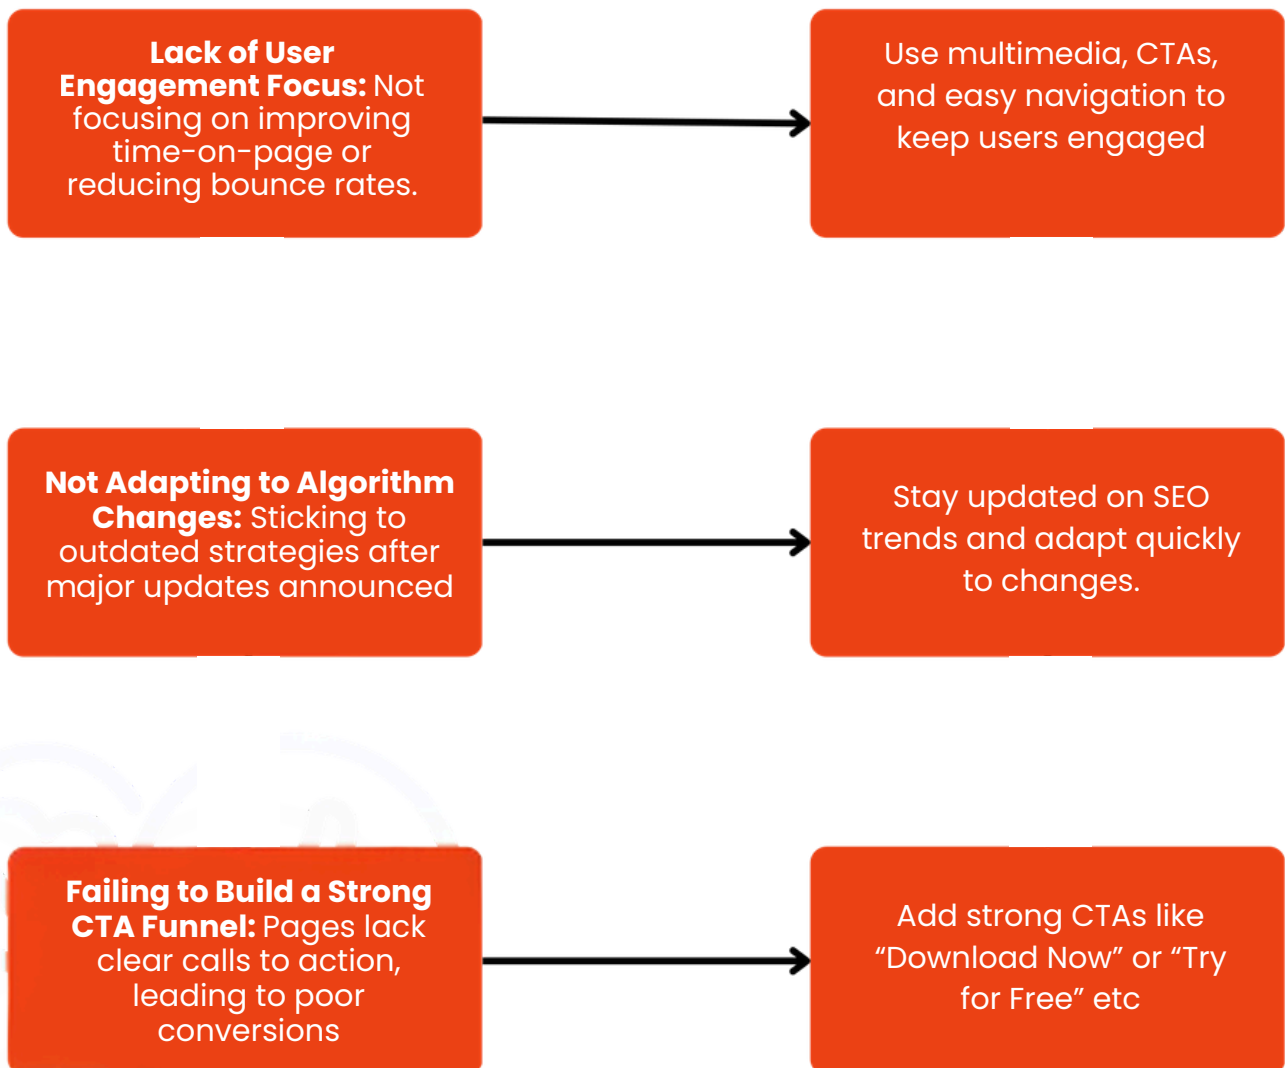 Lack of User
Engagement Focus: Not
focusing on improving
time-on-page or
reducing bounce rates.
Use multimedia, CTAs,
and easy navigation to
keep users engaged
Not Adapting to Algorithm
Changes: Sticking to
outdated strategies after
major updates announced
Stay updated on SEO
trends and adapt quickly
to changes.
Failing to Build a Strong
CTA Funnel: Pages lack
clear calls to action,
leading to poor
conversions
Add strong CTAs like
“Download Now” or “Try
for Free” etc